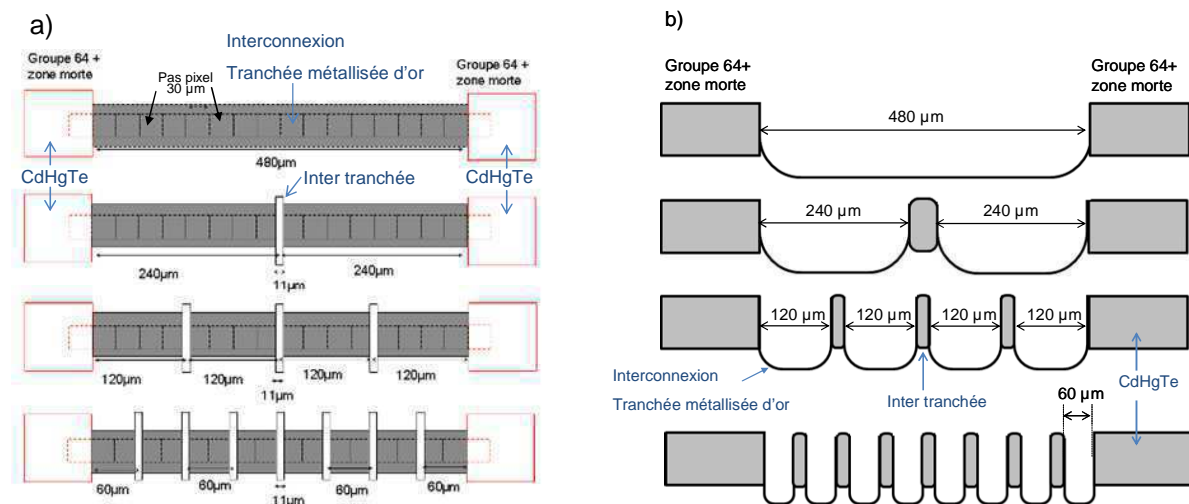 a)
Interconnexion
Tranchée métallisée d'or
Groupe 64 +
zone morte
Pas pixel
30 µm
Groupe 64 +
zone morte
480µm
CdHgTe
Inter tranchée
CdHgTe
240µm
240µm
11µm
120µm
120µm
120µm
120µm
11µm
60µm
60µm
11µm
60µm
60µm
b)
Groupe 64+
zone morte
Groupe 64+
zone morte
480 µm
240 µm
240 µm
120 µm
120 µm
120 µm
120 µm
Interconnexion
Tranchée métallisée d'or
Inter tranchée
CdHgTe
60 µm